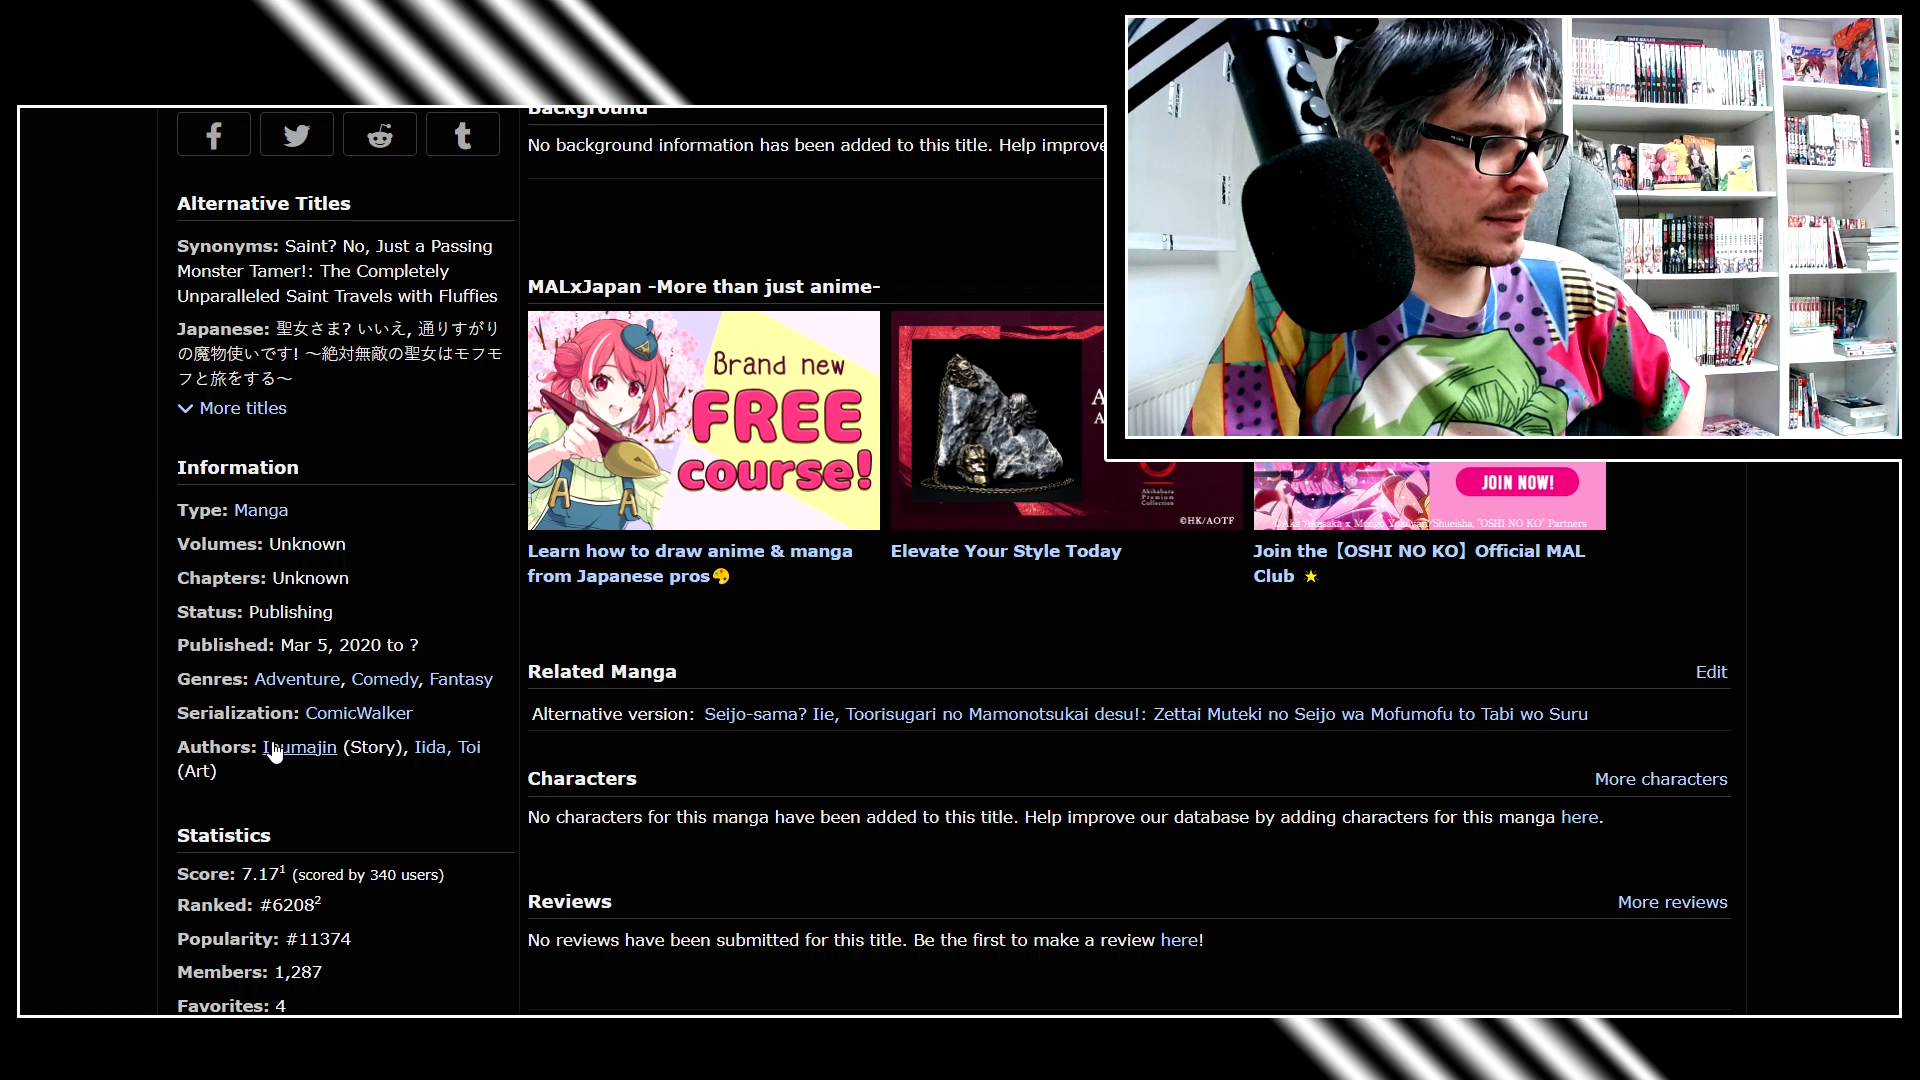 Background
No background information has been added to this title. Help improve
Alternative Titles
Synonyms: Saint? No, Just a Passing
Monster Tamer!: The Completely
Unparalleled Saint Travels with Fluffies
Japanese: 聖女さま? いいえ, 通りすがり
の魔物使いです! ～絶対無敵の聖女はモフモ
フと旅をする～
More titles
Information
Type: Manga
Volumes: Unknown
Chapters: Unknown
Status: Publishing
Published: Mar 5, 2020 to ?
Genres: Adventure, Comedy, Fantasy
Serialization: ComicWalker
Authors: Inumajin (Story), Iida, Toi
(Art)
Statistics
Score: 7.17¹ (scored by 340 users)
Ranked: #6208²
Popularity: #11374
Members: 1,287
Favorites: 4
MALxJapan -More than just anime-
Brand new
FREE
course!
A
A
Akihabara
Premium
Collection
©HK/AOTF
JOIN NOW!
Shueisha, "OSHI NO KO" Partners
Learn how to draw anime & manga
from Japanese pros
Elevate Your Style Today
Join the【OSHI NO KO】Official MAL
Club
Related Manga
Edit
Alternative version: Seijo-sama? Iie, Toorisugari no Mamonotsukai desu!: Zettai Muteki no Seijo wa Mofumofu to Tabi wo Suru
Characters
More characters
No characters for this manga have been added to this title. Help improve our database by adding characters for this manga here.
Reviews
More reviews
No reviews have been submitted for this title. Be the first to make a review here!